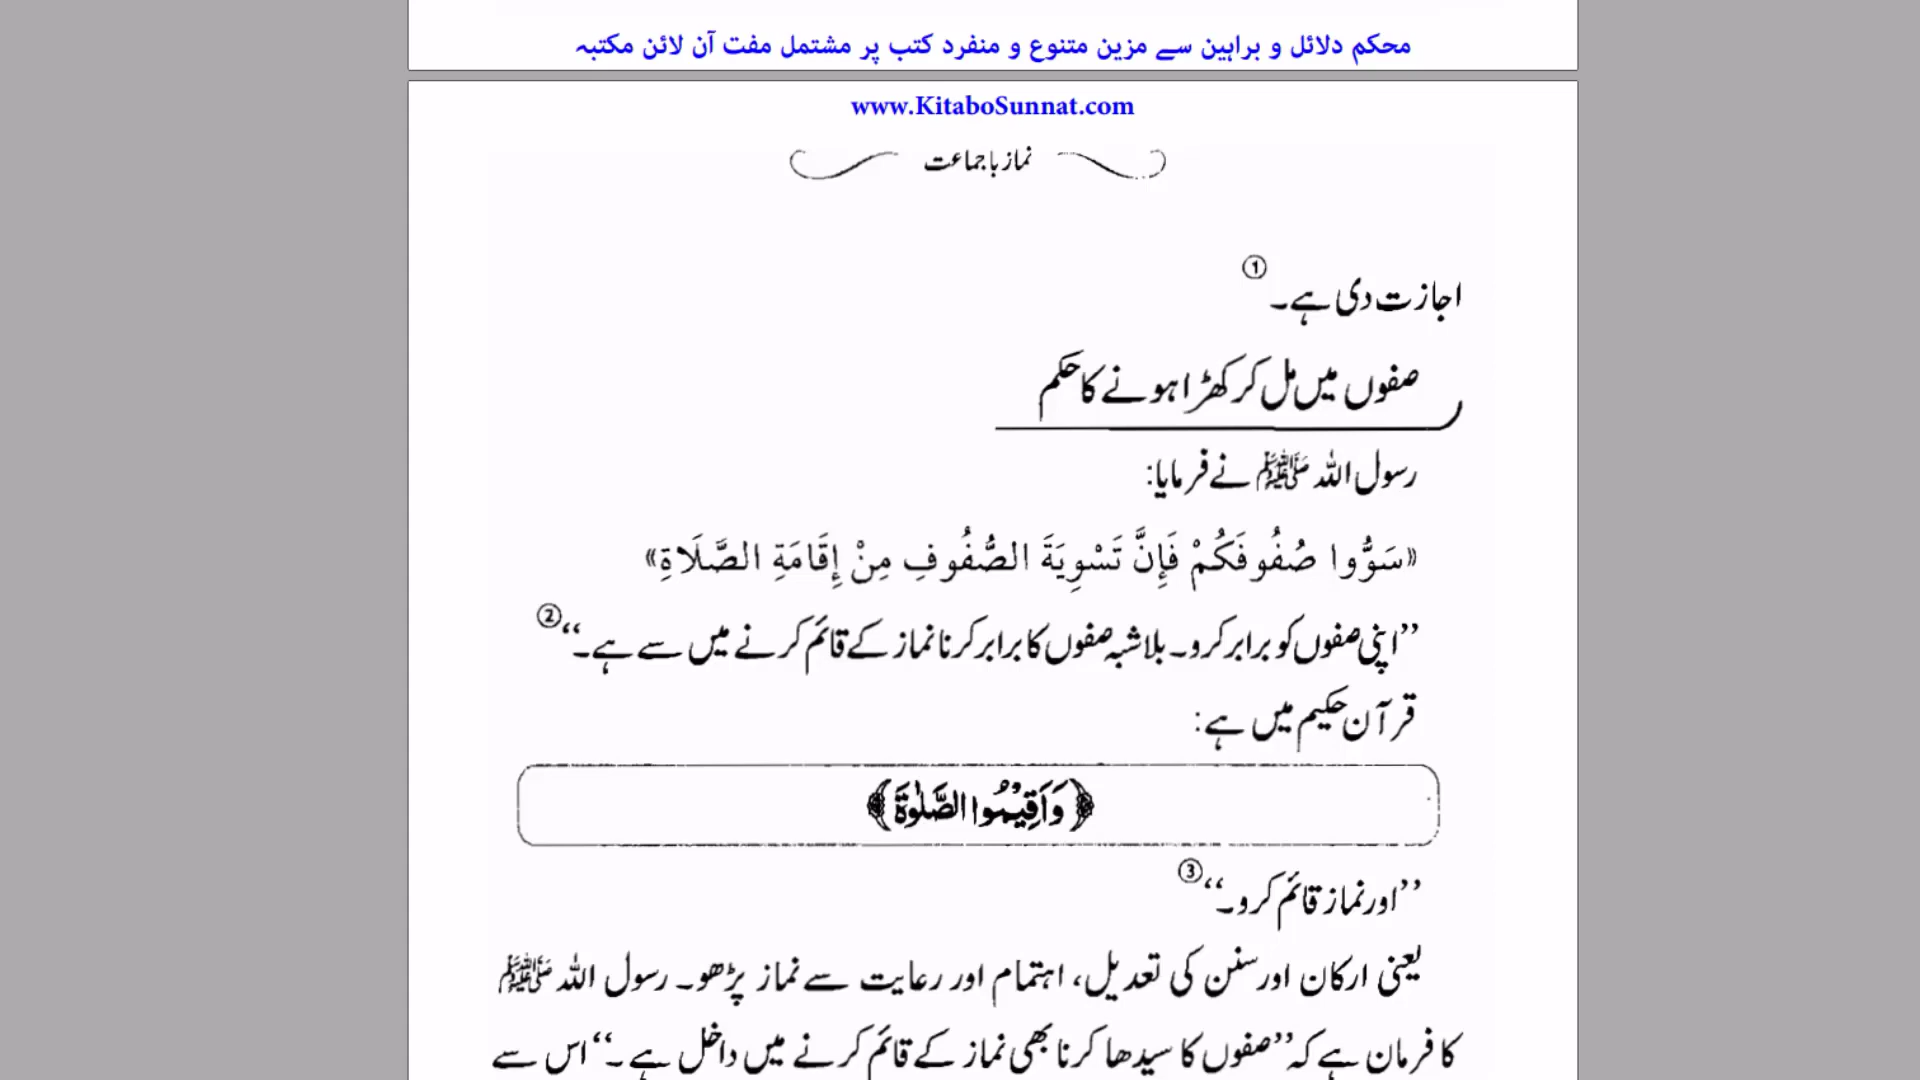 محکم دلائل و براہین سے مزین متنوع و منفرد کتب پر مشتمل مفت آن لائن مکتبہ
www.KitaboSunnat.com
نماز باجماعت
اجازت دی ہے۔ ①
صفوں میں مل کر کھڑا ہونے کا حکم
رسول اللہ ﷺ نے فرمایا:
«سَوُّوا صُفُوفَكُمْ فَإِنَّ تَسْوِيَةَ الصُّفُوفِ مِنْ إِقَامَةِ الصَّلَاةِ»
’’اپنی صفوں کو برابر کرو۔ بلاشبہ صفوں کا برابر کرنا نماز کے قائم کرنے میں سے ہے۔‘‘ ②
قرآن حکیم میں ہے:
﴿وَاَقِيْمُوا الصَّلٰوةَ﴾
’’اور نماز قائم کرو۔‘‘ ③
یعنی ارکان اور سنن کی تعدیل، اہتمام اور رعایت سے نماز پڑھو۔ رسول اللہ ﷺ
کا فرمان ہے کہ ’’صفوں کا سیدھا کرنا بھی نماز کے قائم کرنے میں داخل ہے۔‘‘ اس سے